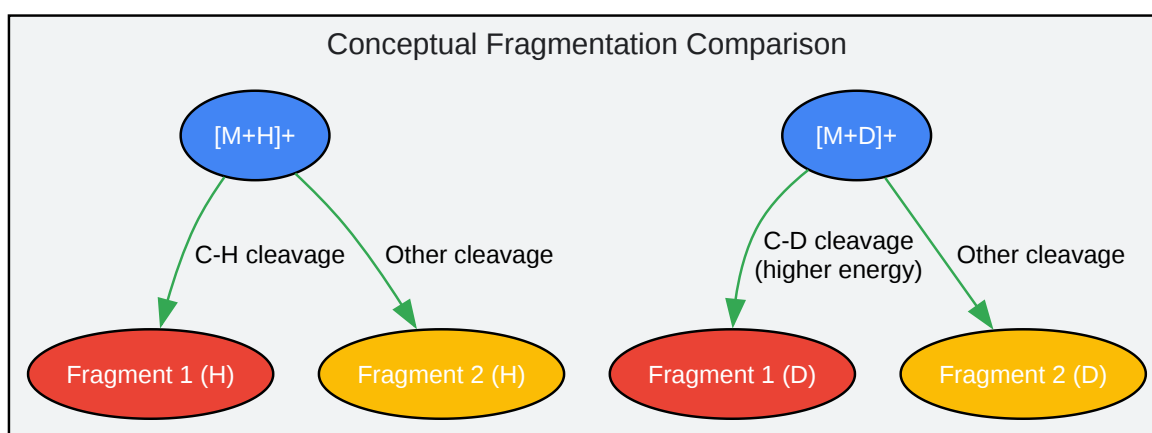 Conceptual Fragmentation Comparison
[M+H]+
[M+D]+
C-H cleavage
Other cleavage
C-D cleavage
(higher energy)
Other cleavage
Fragment 1 (H)
Fragment 2 (H)
Fragment 1 (D)
Fragment 2 (D)